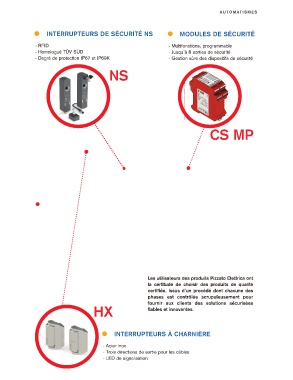 AUTOMATISMES
INTERRUPTEURS DE SÉCURITÉ NS
- RFID
- Homologué TÜV SÜD
- Degré de protection IP67 et IP69K
MODULES DE SÉCURITÉ
- Multifonctions, programmable
- Jusqu'à 8 sorties de sécurité
- Gestion sûre des dispositifs de sécurité
NS
CS MP
Les utilisateurs des produits Pizzato Elettrica ont
la certitude de choisir des produits de qualité
certifiée, issus d'un procédé dont chacune des
phases est contrôlée scrupuleusement pour
fournir aux clients des solutions sécurisées
fiables et innovantes.
HX
INTERRUPTEURS À CHARNIÈRE
- Acier inox
- Trois directions de sortie pour les câbles
- LED de signalisation